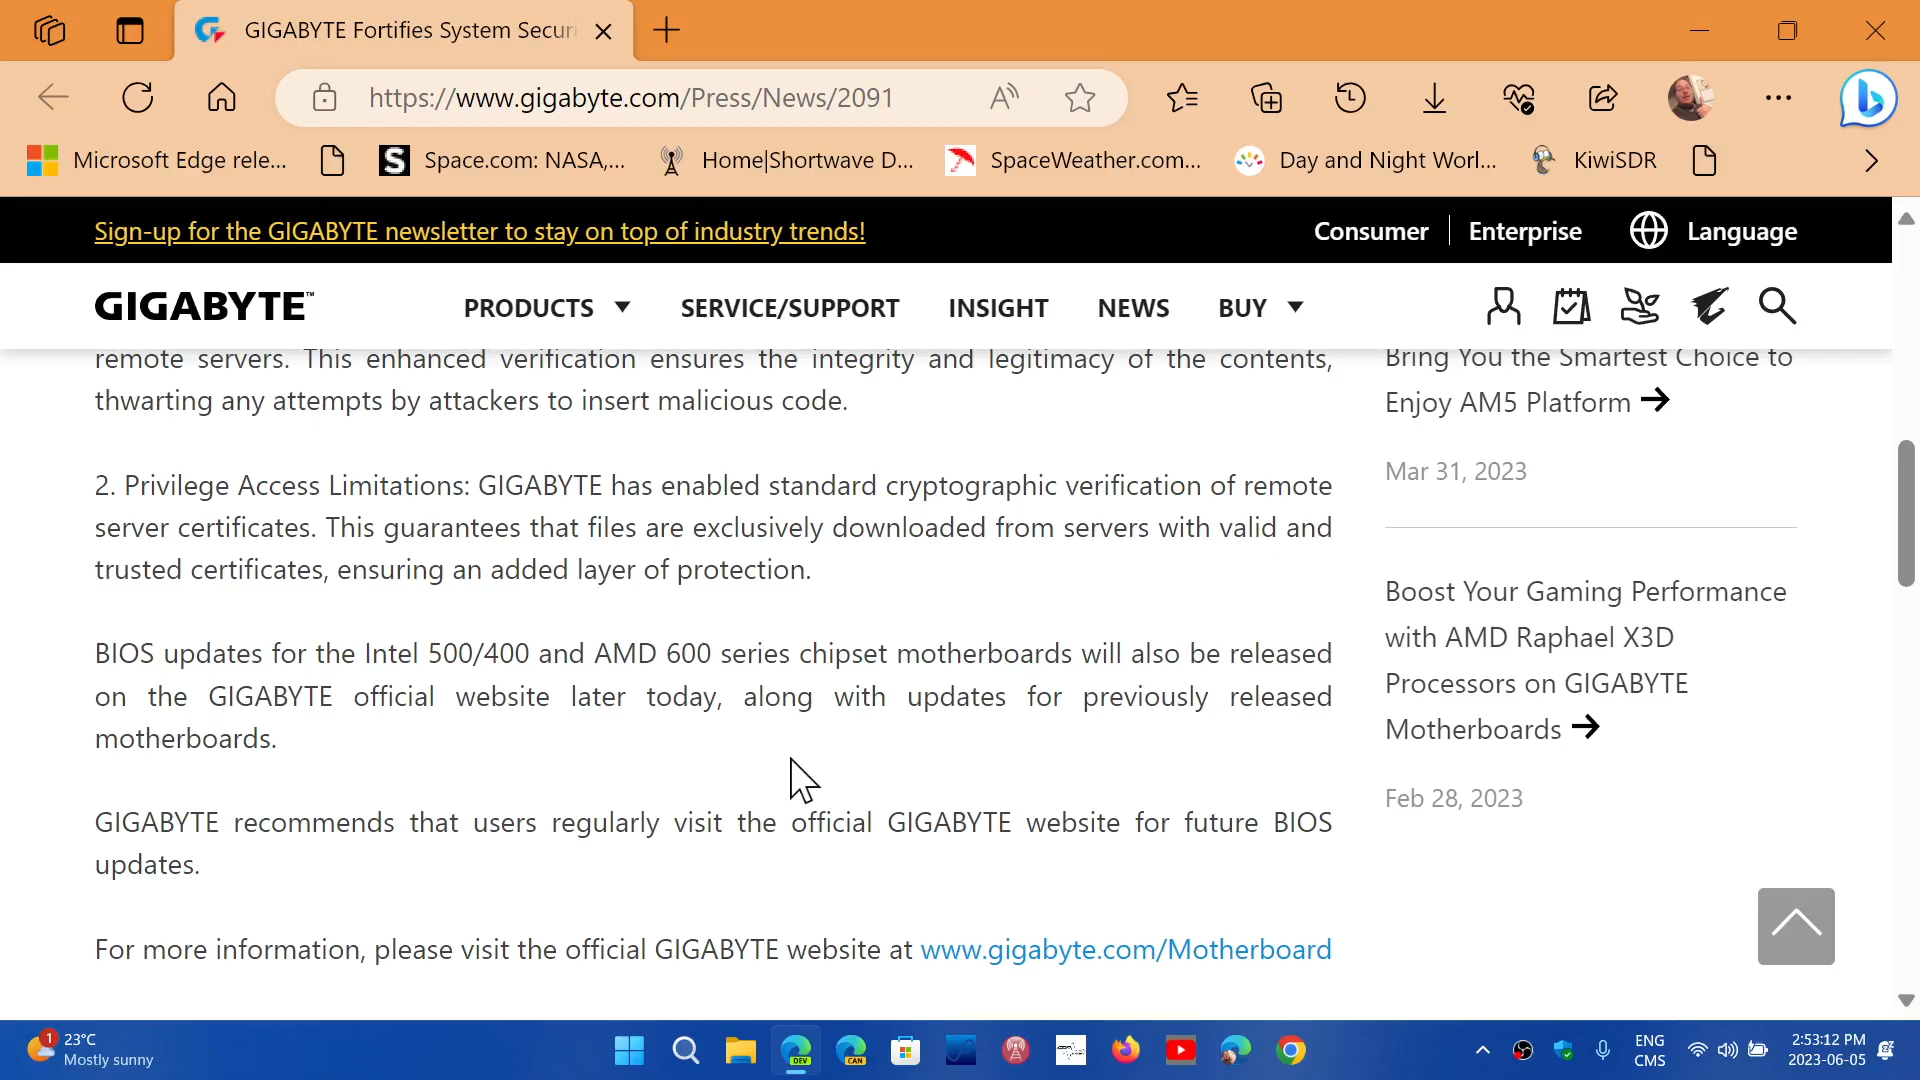 GIGABYTE Fortifies System Securi
https://www.gigabyte.com/Press/News/2091
Microsoft Edge rele...
Space.com: NASA,...
Home|Shortwave D...
SpaceWeather.com...
Day and Night Worl...
KiwiSDR
Sign-up for the GIGABYTE newsletter to stay on top of industry trends!
Consumer
Enterprise
Language
GIGABYTE™
PRODUCTS
SERVICE/SUPPORT
INSIGHT
NEWS
BUY
remote servers. This enhanced verification ensures the integrity and legitimacy of the contents,
thwarting any attempts by attackers to insert malicious code.
2. Privilege Access Limitations: GIGABYTE has enabled standard cryptographic verification of remote
server certificates. This guarantees that files are exclusively downloaded from servers with valid and
trusted certificates, ensuring an added layer of protection.
BIOS updates for the Intel 500/400 and AMD 600 series chipset motherboards will also be released
on the GIGABYTE official website later today, along with updates for previously released
motherboards.
GIGABYTE recommends that users regularly visit the official GIGABYTE website for future BIOS
updates.
For more information, please visit the official GIGABYTE website at www.gigabyte.com/Motherboard
Bring You the Smartest Choice to
Enjoy AM5 Platform
Mar 31, 2023
Boost Your Gaming Performance
with AMD Raphael X3D
Processors on GIGABYTE
Motherboards
Feb 28, 2023
1
23°C
Mostly sunny
DEV
CAN
ENG
CMS
2:53:12 PM
2023-06-05